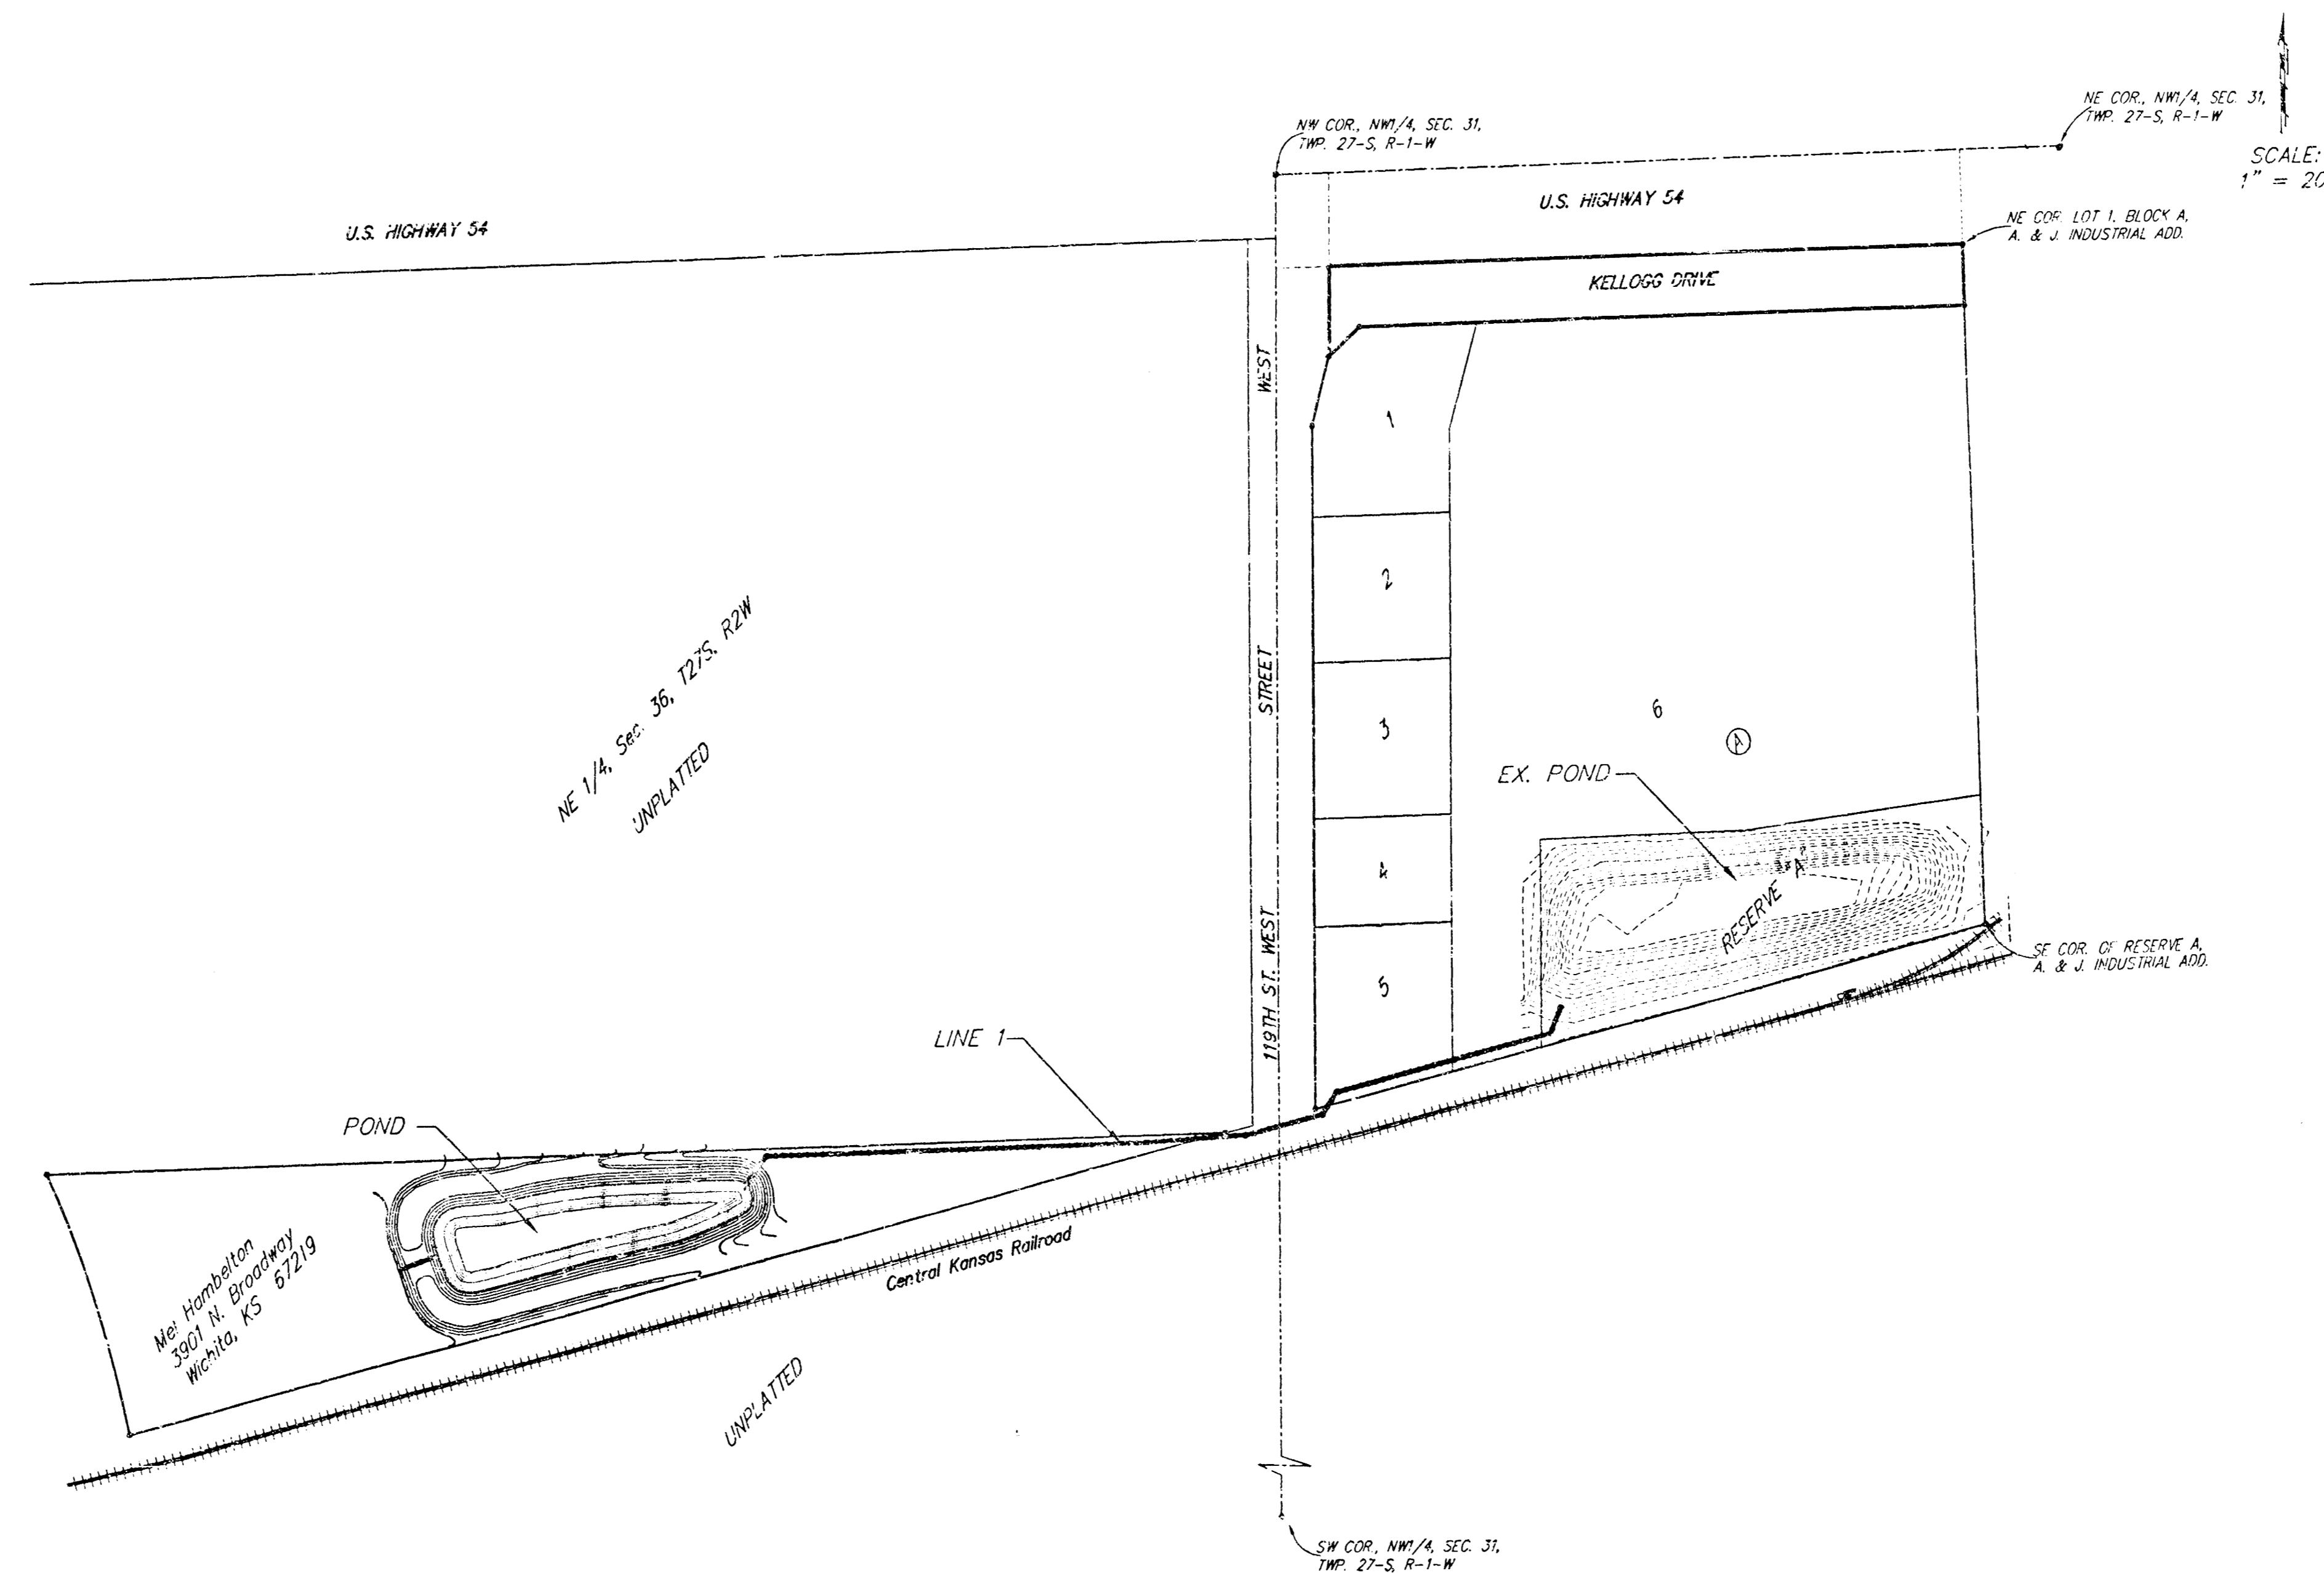 NE COR., NW1/4, SEC. 31,
TWP. 27-S, R-1-W
NW COR., NW1/4, SEC. 31,
TWP. 27-S, R-1-W
SCALE:
1" = 20
U.S. HIGHWAY 54
U.S. HIGHWAY 54
NE COR. LOT 1, BLOCK A,
A. & J. INDUSTRIAL ADD.
KELLOGG DRIVE
WEST
1
2
NE 1/4, Sec. 36, T27S, R2W
UNPLATTED
STREET
3
6
A
EX. POND
4
RESERVE "A"
119TH ST. WEST
5
SE COR. OF RESERVE A,
A. & J. INDUSTRIAL ADD.
LINE 1
POND
Mel Hambelton
3901 N. Broadway
Wichita, KS 67219
Central Kansas Railroad
UNPLATTED
SW COR., NW1/4, SEC. 31,
TWP. 27-S, R-1-W